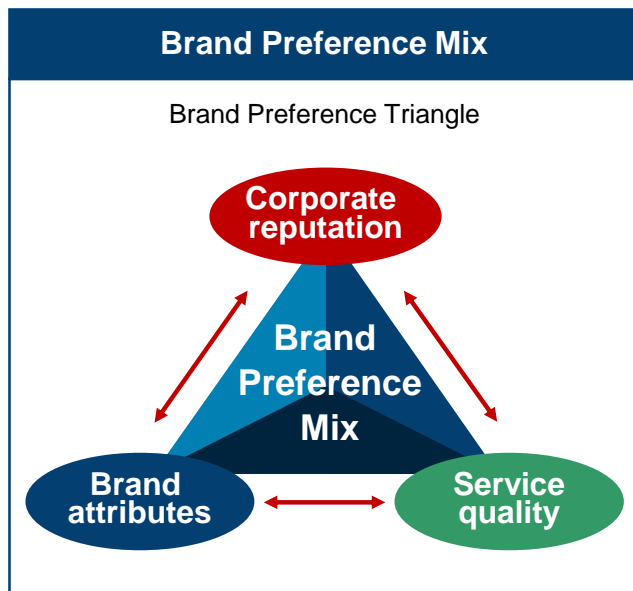 Brand Preference Mix
Brand Preference Triangle
Corporate
reputation
Brand
Preference
Mix
Brand
attributes
Service
quality